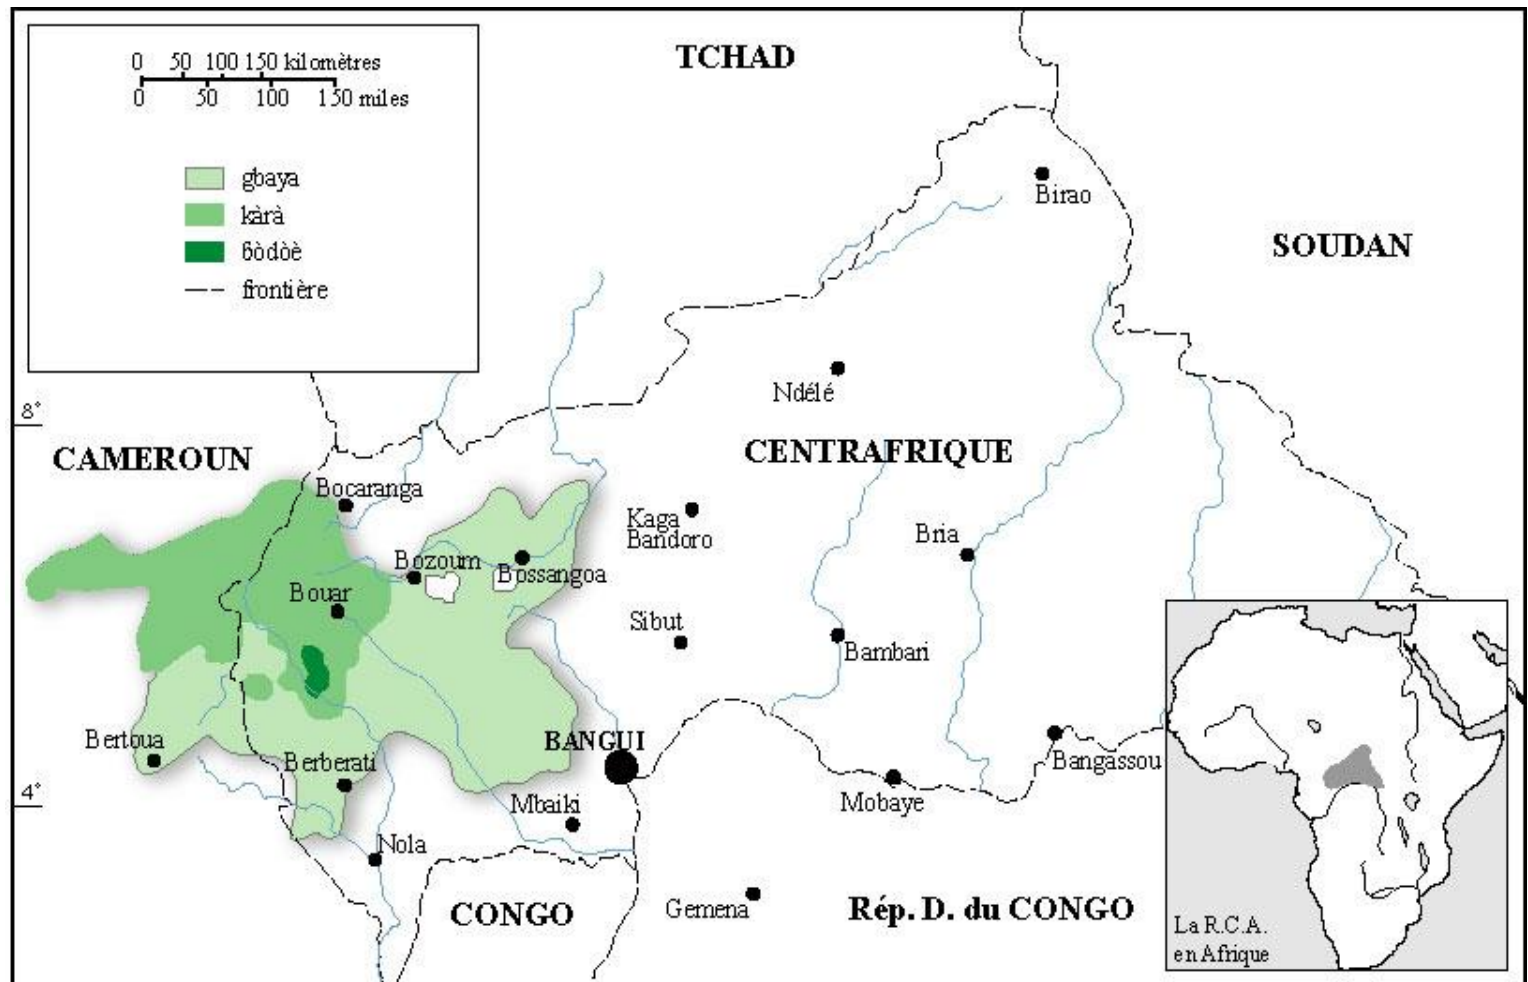 0 50 100 150 kilomètres
0 50 100 150 miles
gbaya
kàrà
ɓòdòè
frontière
TCHAD
Birao
SOUDAN
Ndélé
8°
CAMEROUN
CENTRAFRIQUE
Bocaranga
Kaga
Bandoro
Bria
Bozoum
Bossangoa
Bouar
Sibut
Bambari
Bertoua
BANGUI
Berberati
Bangassou
4°
Mbaiki
Mobaye
Nola
CONGO
Gemena
Rép. D. du CONGO
La R.C.A.
en Afrique